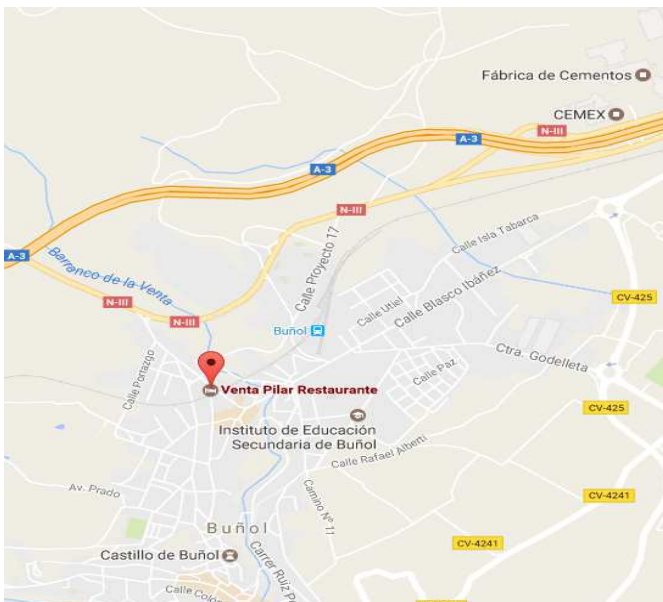 Fábrica de Cementos
CEMEX
N-III
A-3
A-3
N-III
A-3
Barranco de la Venta
N-III
N-III
Calle Proyecto 17
Calle Isla Tabarca
Calle Blasco Ibáñez
Calle Utiel
CV-425
Buñol
Ctra. Godelleta
Calle Portazgo
Venta Pilar Restaurante
Calle Paz
Instituto de Educación
Secundaria de Buñol
CV-425
Calle Rafael Alberti
Av. Prado
Camino Nº 11
CV-4241
Buñol
CV-4241
Castillo de Buñol
Carrer Ruiz
Calle